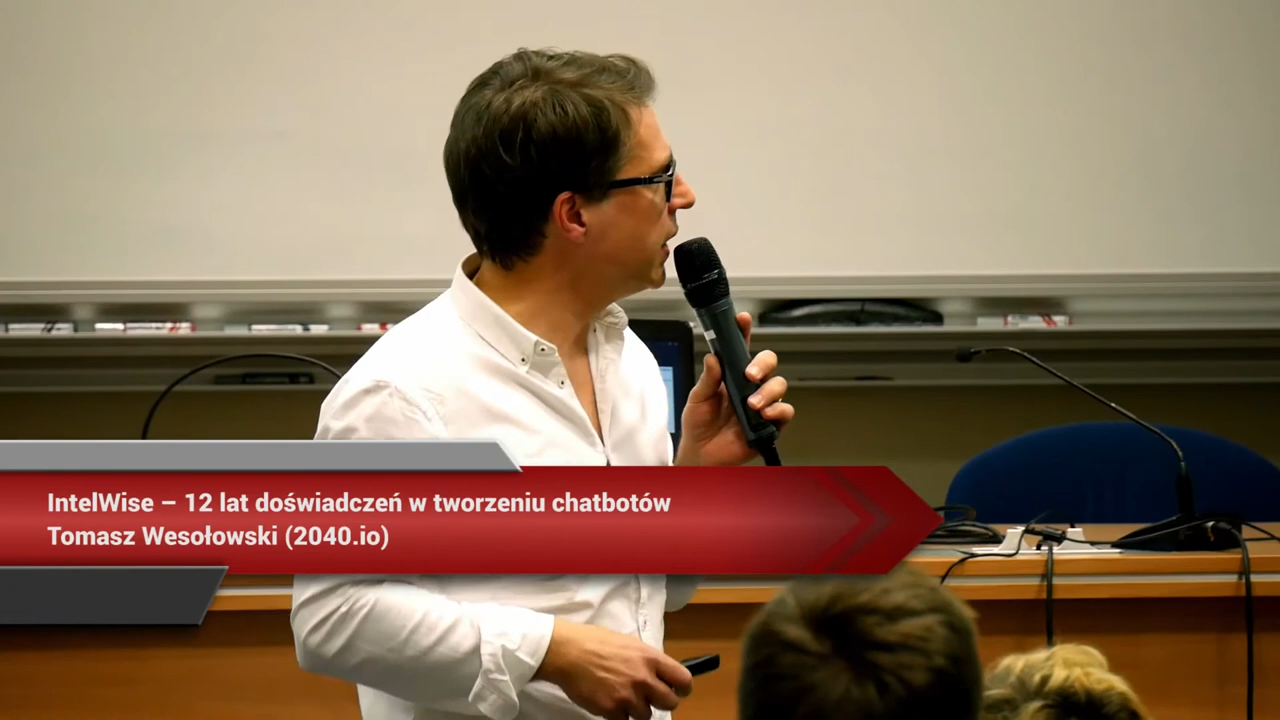 IntelWise – 12 lat doświadczeń w tworzeniu chatbotów
Tomasz Wesołowski (2040.io)